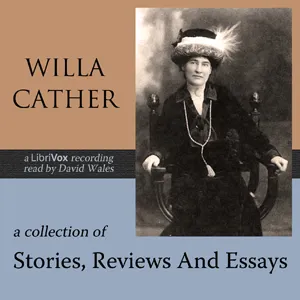 WILLA
CATHER
a LibriVox recording
read by David Wales
a collection of
Stories, Reviews And Essays